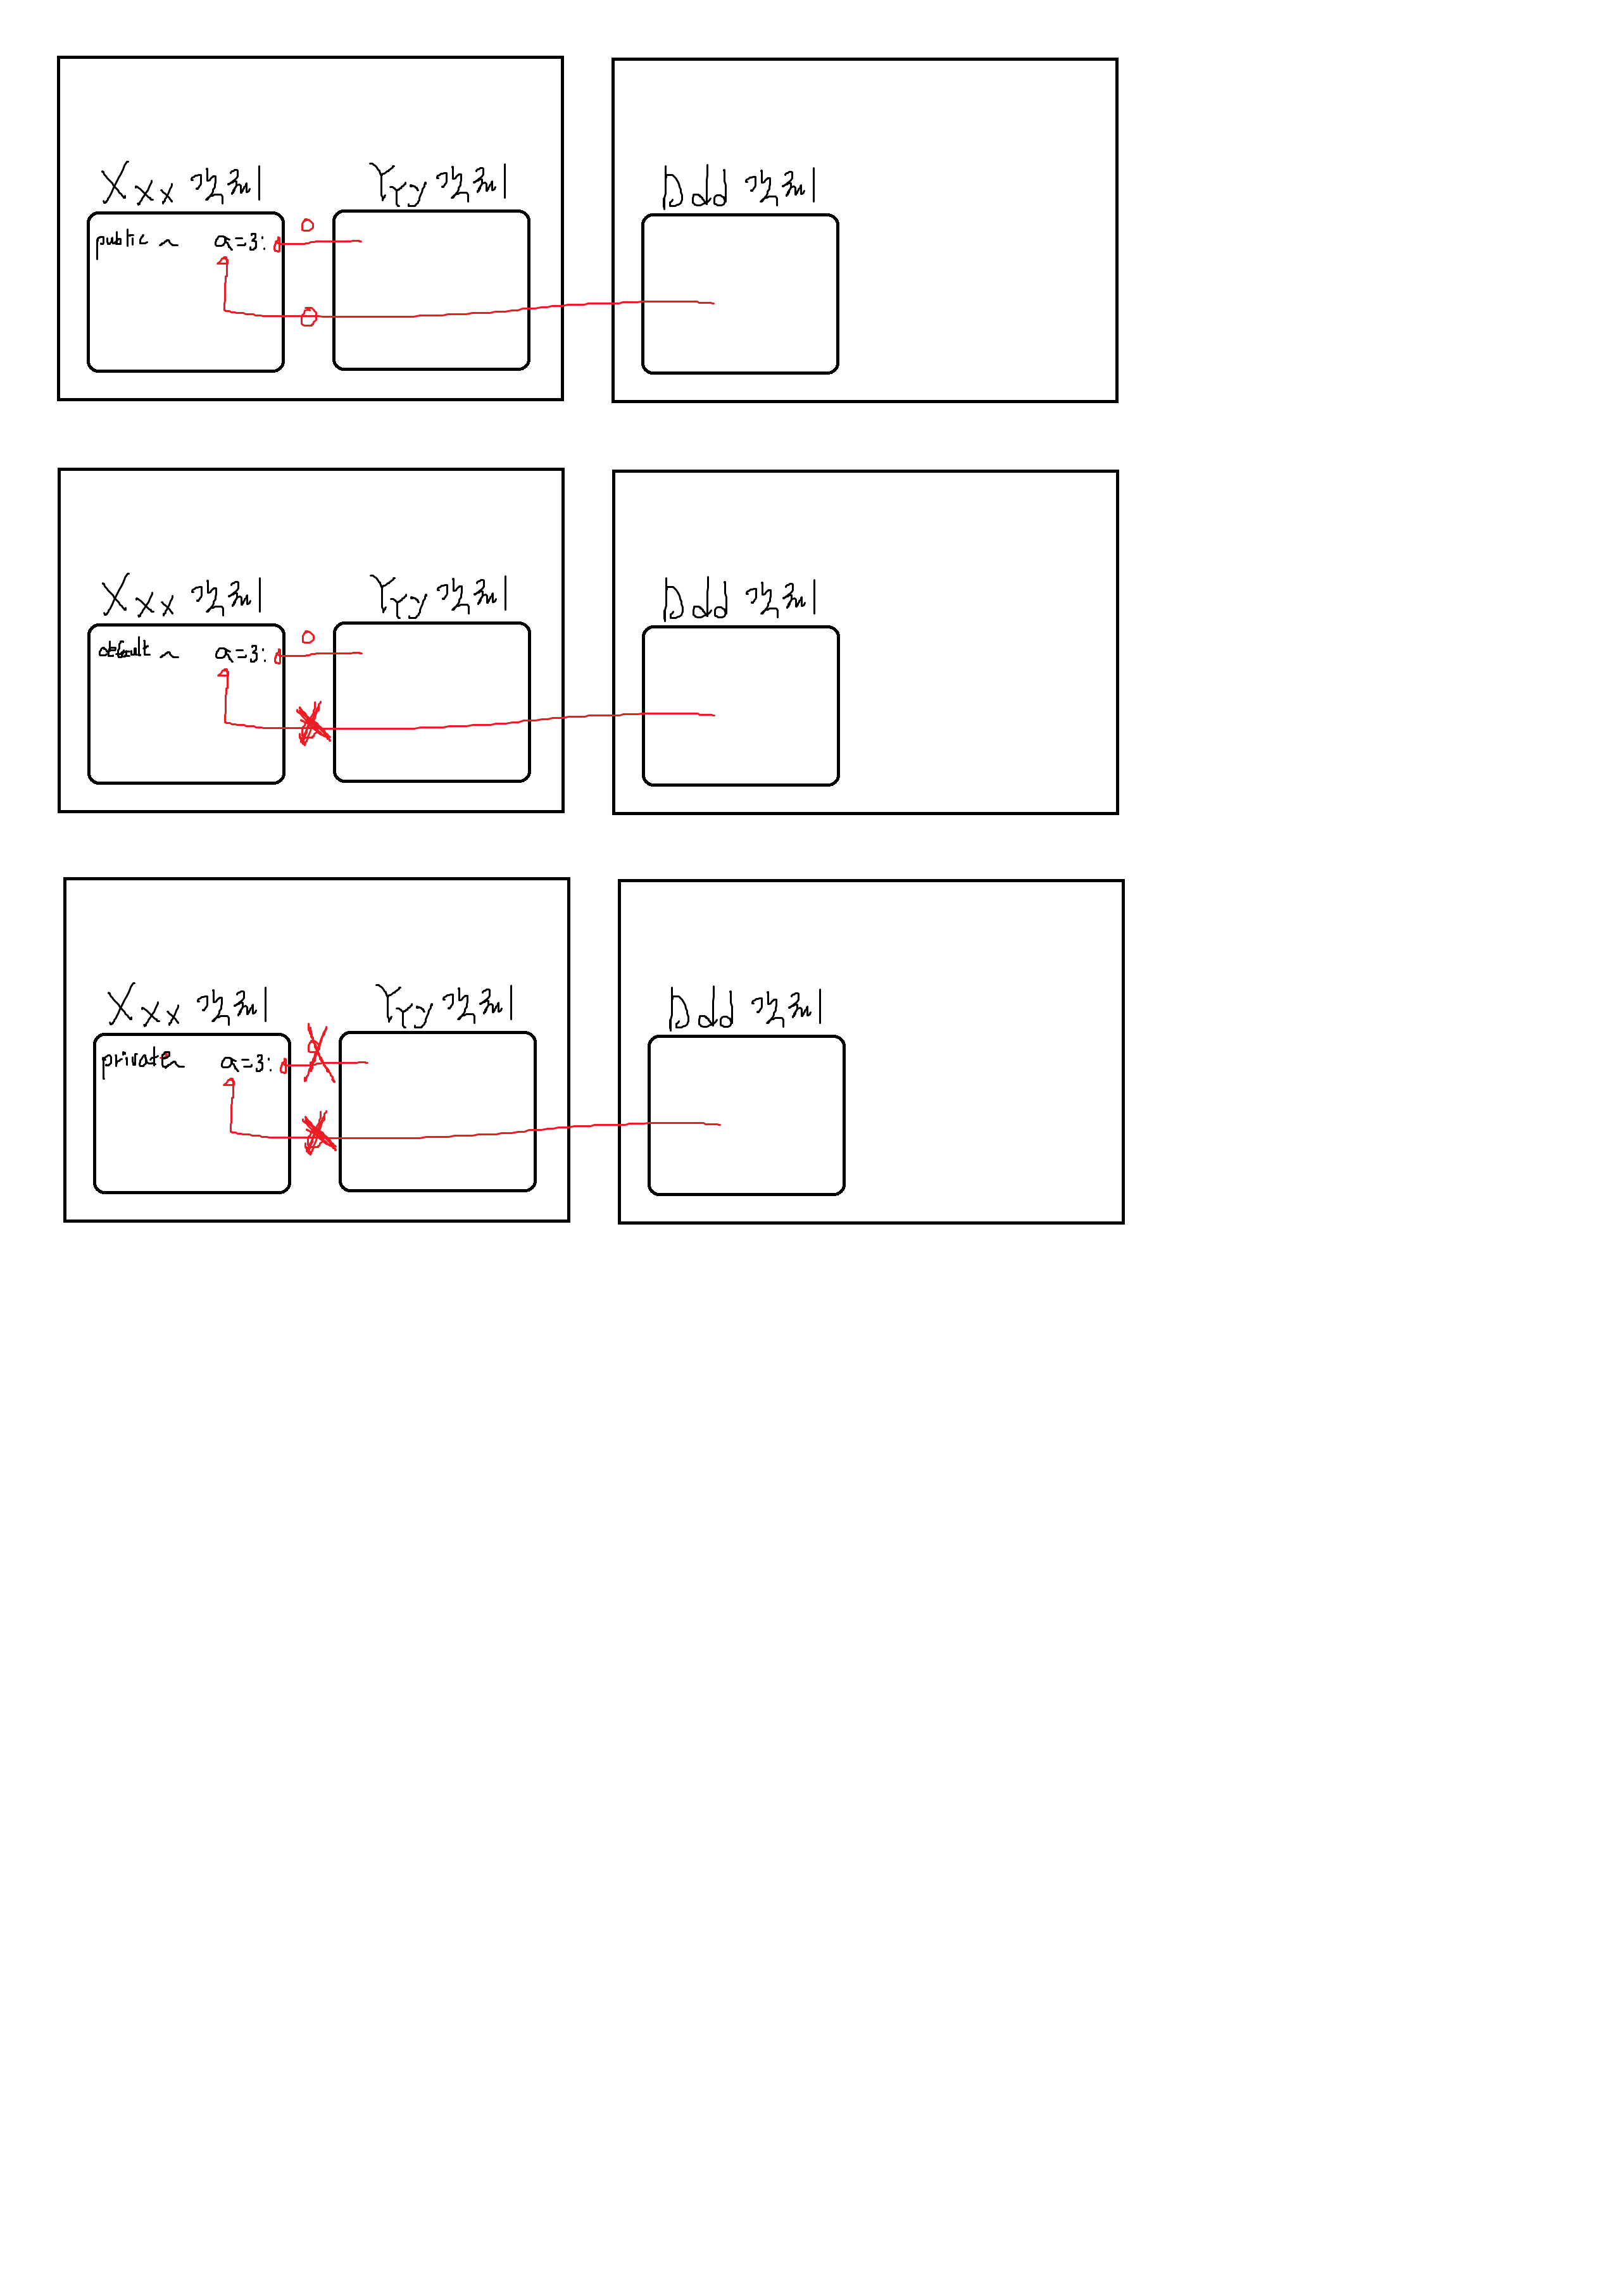 Xxx 객체 Yyy 객체 Ddd 객체
public ~ a=3; O
O
Xxx 객체 Yyy 객체 Ddd 객체
default ~ a=3; O
X
Xxx 객체 Yyy 객체 Ddd 객체
private~ a=3; X
X